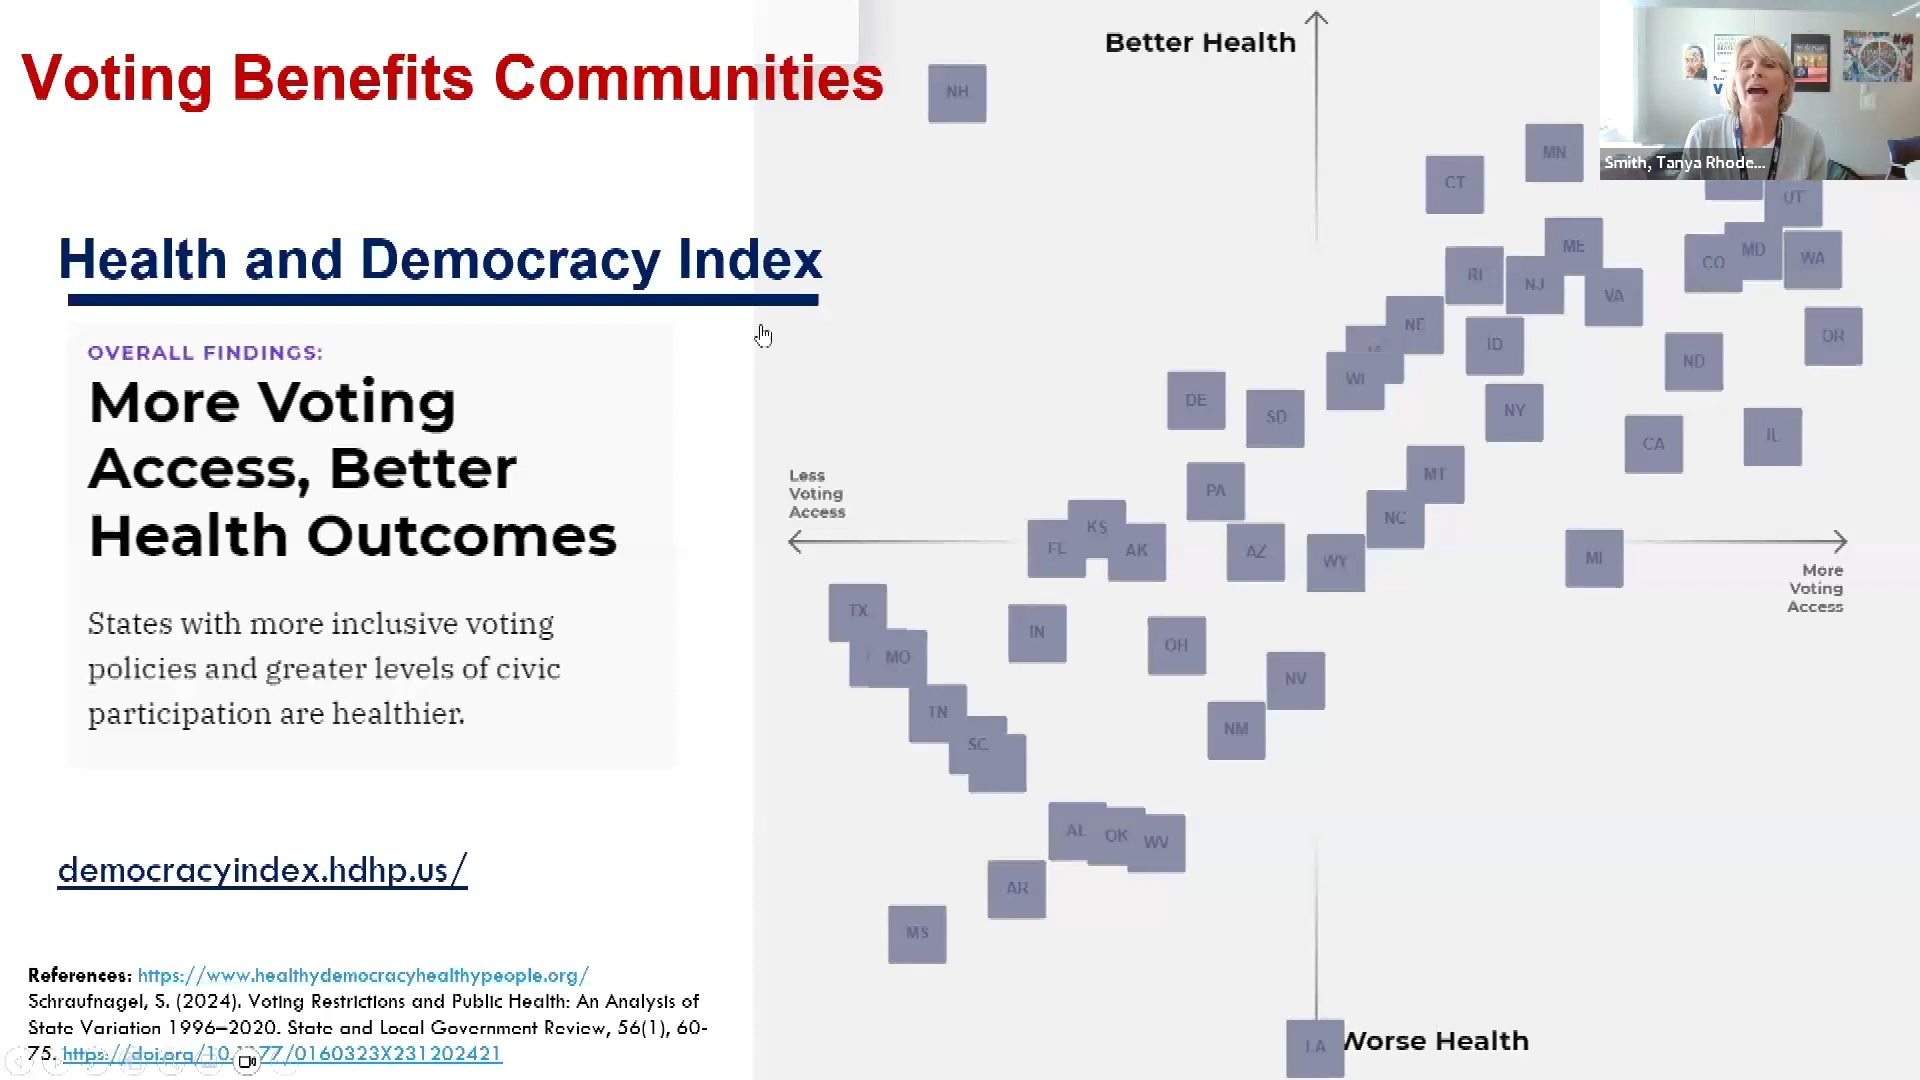 Voting Benefits Communities
Health and Democracy Index
OVERALL FINDINGS:
More Voting
Access, Better
Health Outcomes
States with more inclusive voting
policies and greater levels of civic
participation are healthier.
democracyindex.hdhp.us/
References: https://www.healthydemocracyhealthypeople.org/
Schraufnagel, S. (2024). Voting Restrictions and Public Health: An Analysis of
State Variation 1996–2020. State and Local Government Review, 56(1), 60-
75.
Better Health
NH
MN
CT
UT
ME
MD
WA
CO
RI
NJ
VA
NE
OR
ID
ND
WI
DE
SD
NY
CA
IL
Less
Voting
Access
MT
PA
NC
KS
FL
AK
AZ
WY
MI
More
Voting
Access
TX
IN
MO
OH
NV
TN
NM
SC
AL
OK
WV
AR
MS
LA
Worse Health
Smith, Tanya Rhode...